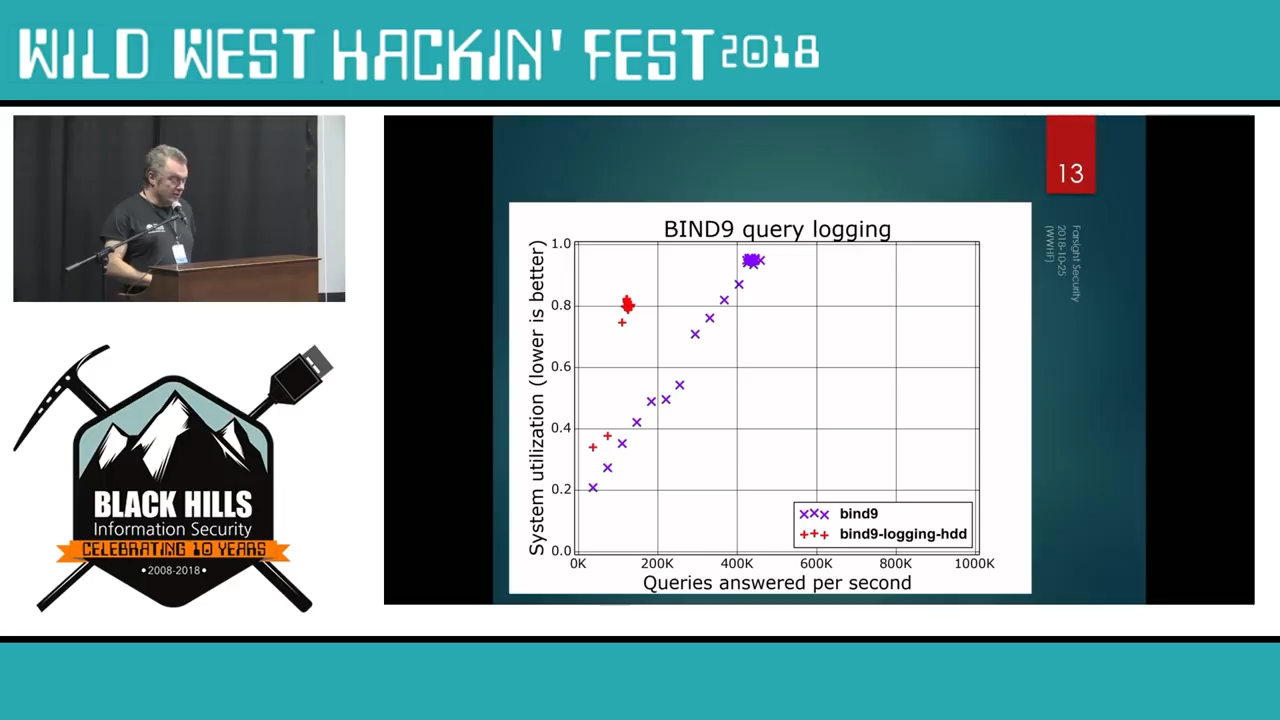 WILD WEST HACKIN' FEST 2018
13
Farsight Security
2018-10-25
(WWHF)
BIND9 query logging
System utilization (lower is better)
1.0
0.8
0.6
0.4
0.2
0.0
bind9
bind9-logging-hdd
0K 200K 400K 600K 800K 1000K
Queries answered per second
BLACK HILLS
Information Security
CELEBRATING 10 YEARS
•2008-2018•